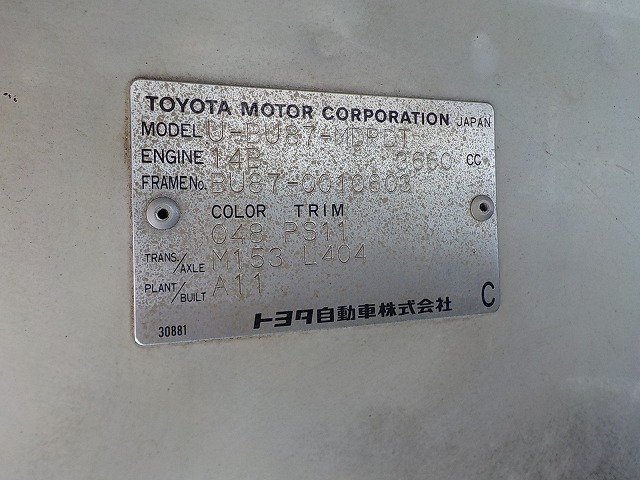 TOYOTA MOTOR CORPORATION JAPAN
MODEL U-BU87-MDPDT
ENGINE 14B 3660 CC
FRAME No. BU87-0010603
COLOR TRIM
048 PS11
TRANS/AXLE M153 L404
PLANT/BUILT A11
30881 トヨタ自動車株式会社 C